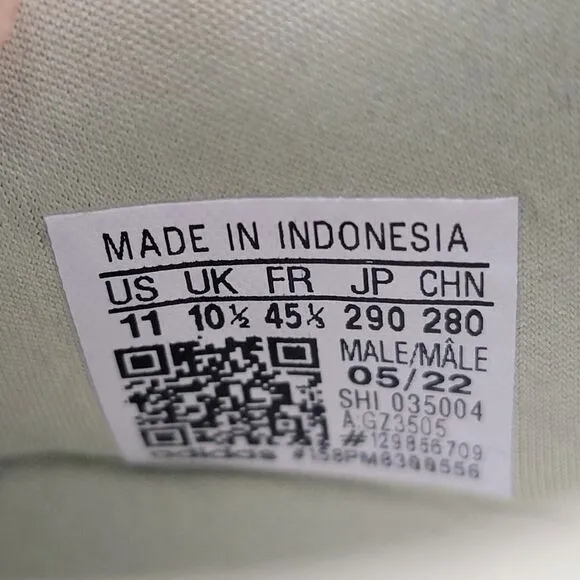 MADE IN INDONESIA
US UK FR JP CHN
11 10½ 45⅓ 290 280
MALE/MÂLE
05/22
SHI 035004
A:GZ3505
#129856709
adidas #158PM8300556